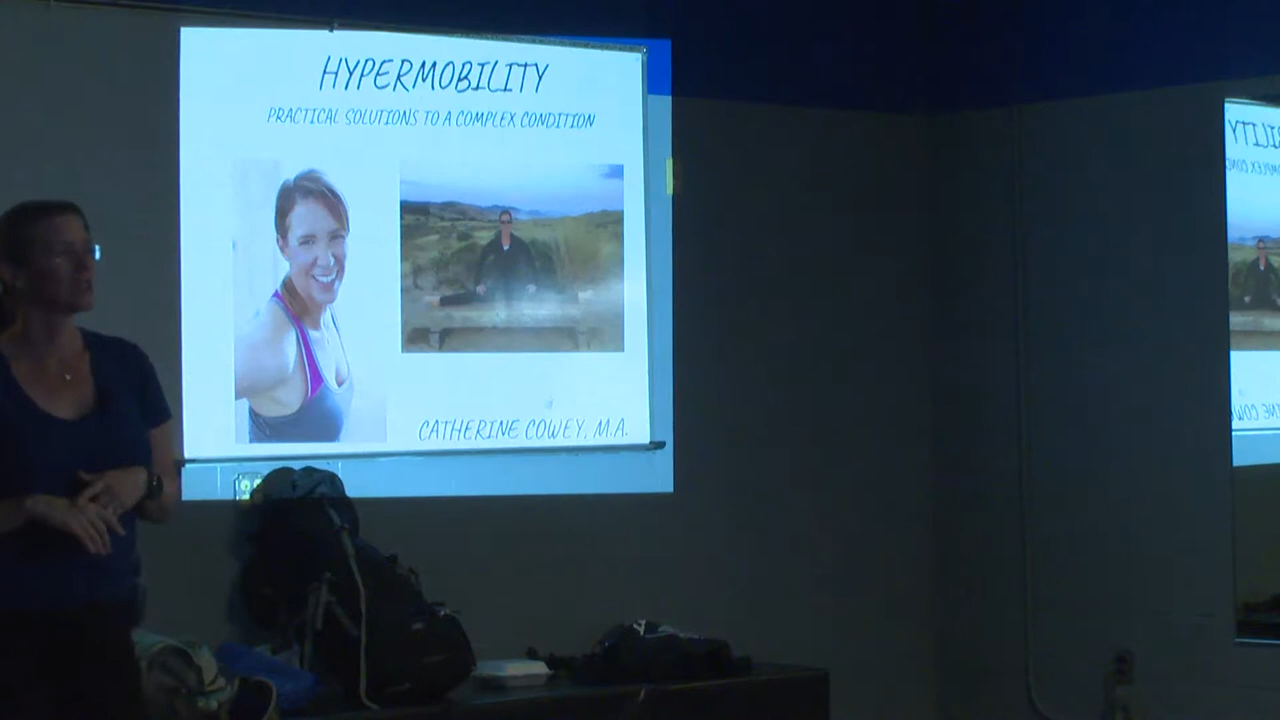 HYPERMOBILITY
PRACTICAL SOLUTIONS TO A COMPLEX CONDITION
CATHERINE COWEY, M.A.